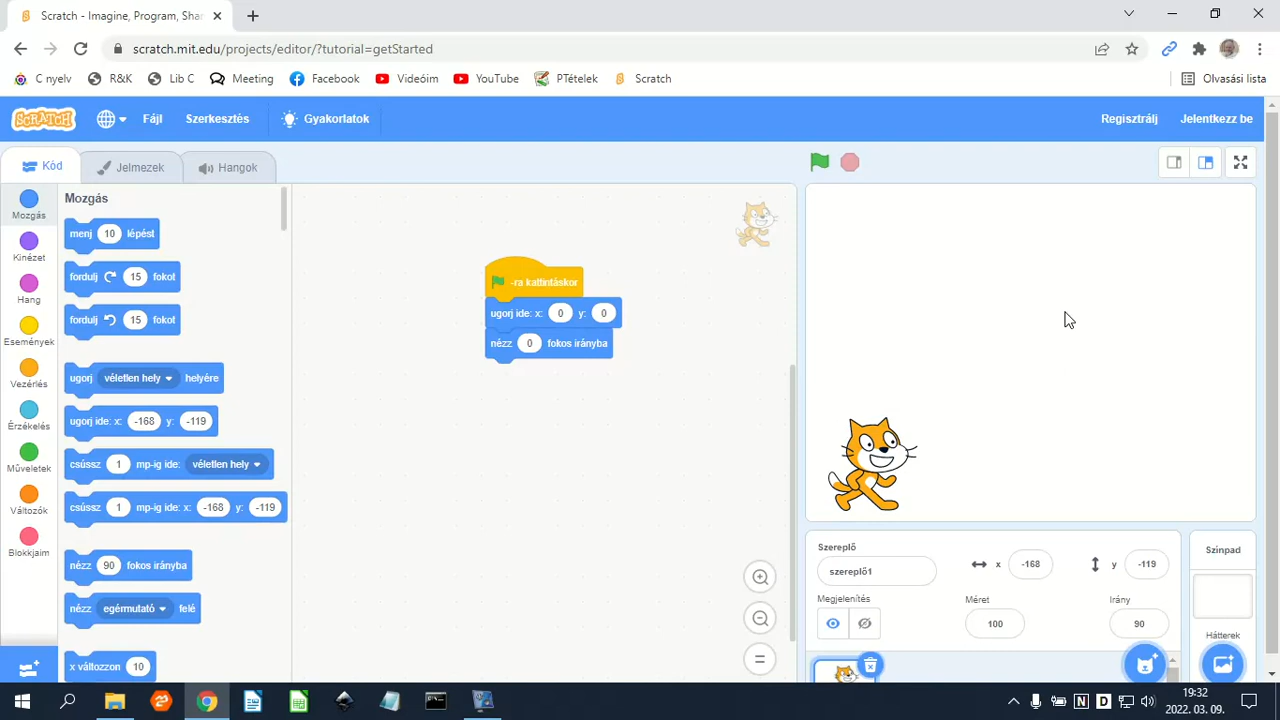 Scratch - Imagine, Program, Shar
scratch.mit.edu/projects/editor/?tutorial=getStarted
C nyelv R&K Lib C Meeting Facebook Videóim YouTube PTételek Scratch Olvasási lista
SCRATCH Fájl Szerkesztés Gyakorlatok Regisztrálj Jelentkezz be
Kód Jelmezek Hangok
Mozgás
Kinézet
Hang
Események
Vezérlés
Érzékelés
Műveletek
Változók
Blokkjaim
Mozgás
menj 10 lépést
fordulj 15 fokot
fordulj 15 fokot
ugorj véletlen hely helyére
ugorj ide: x: -168 y: -119
csússz 1 mp-ig ide: véletlen hely
csússz 1 mp-ig ide: x: -168 y: -119
nézz 90 fokos irányba
nézz egérmutató felé
x változzon 10
-ra kattintáskor
ugorj ide: x: 0 y: 0
nézz 0 fokos irányba
Szereplő
szereplő1
x -168 y -119
Megjelenítés
Méret
100
Irány
90
Színpad
Hátterek
19:32
2022. 03. 09.